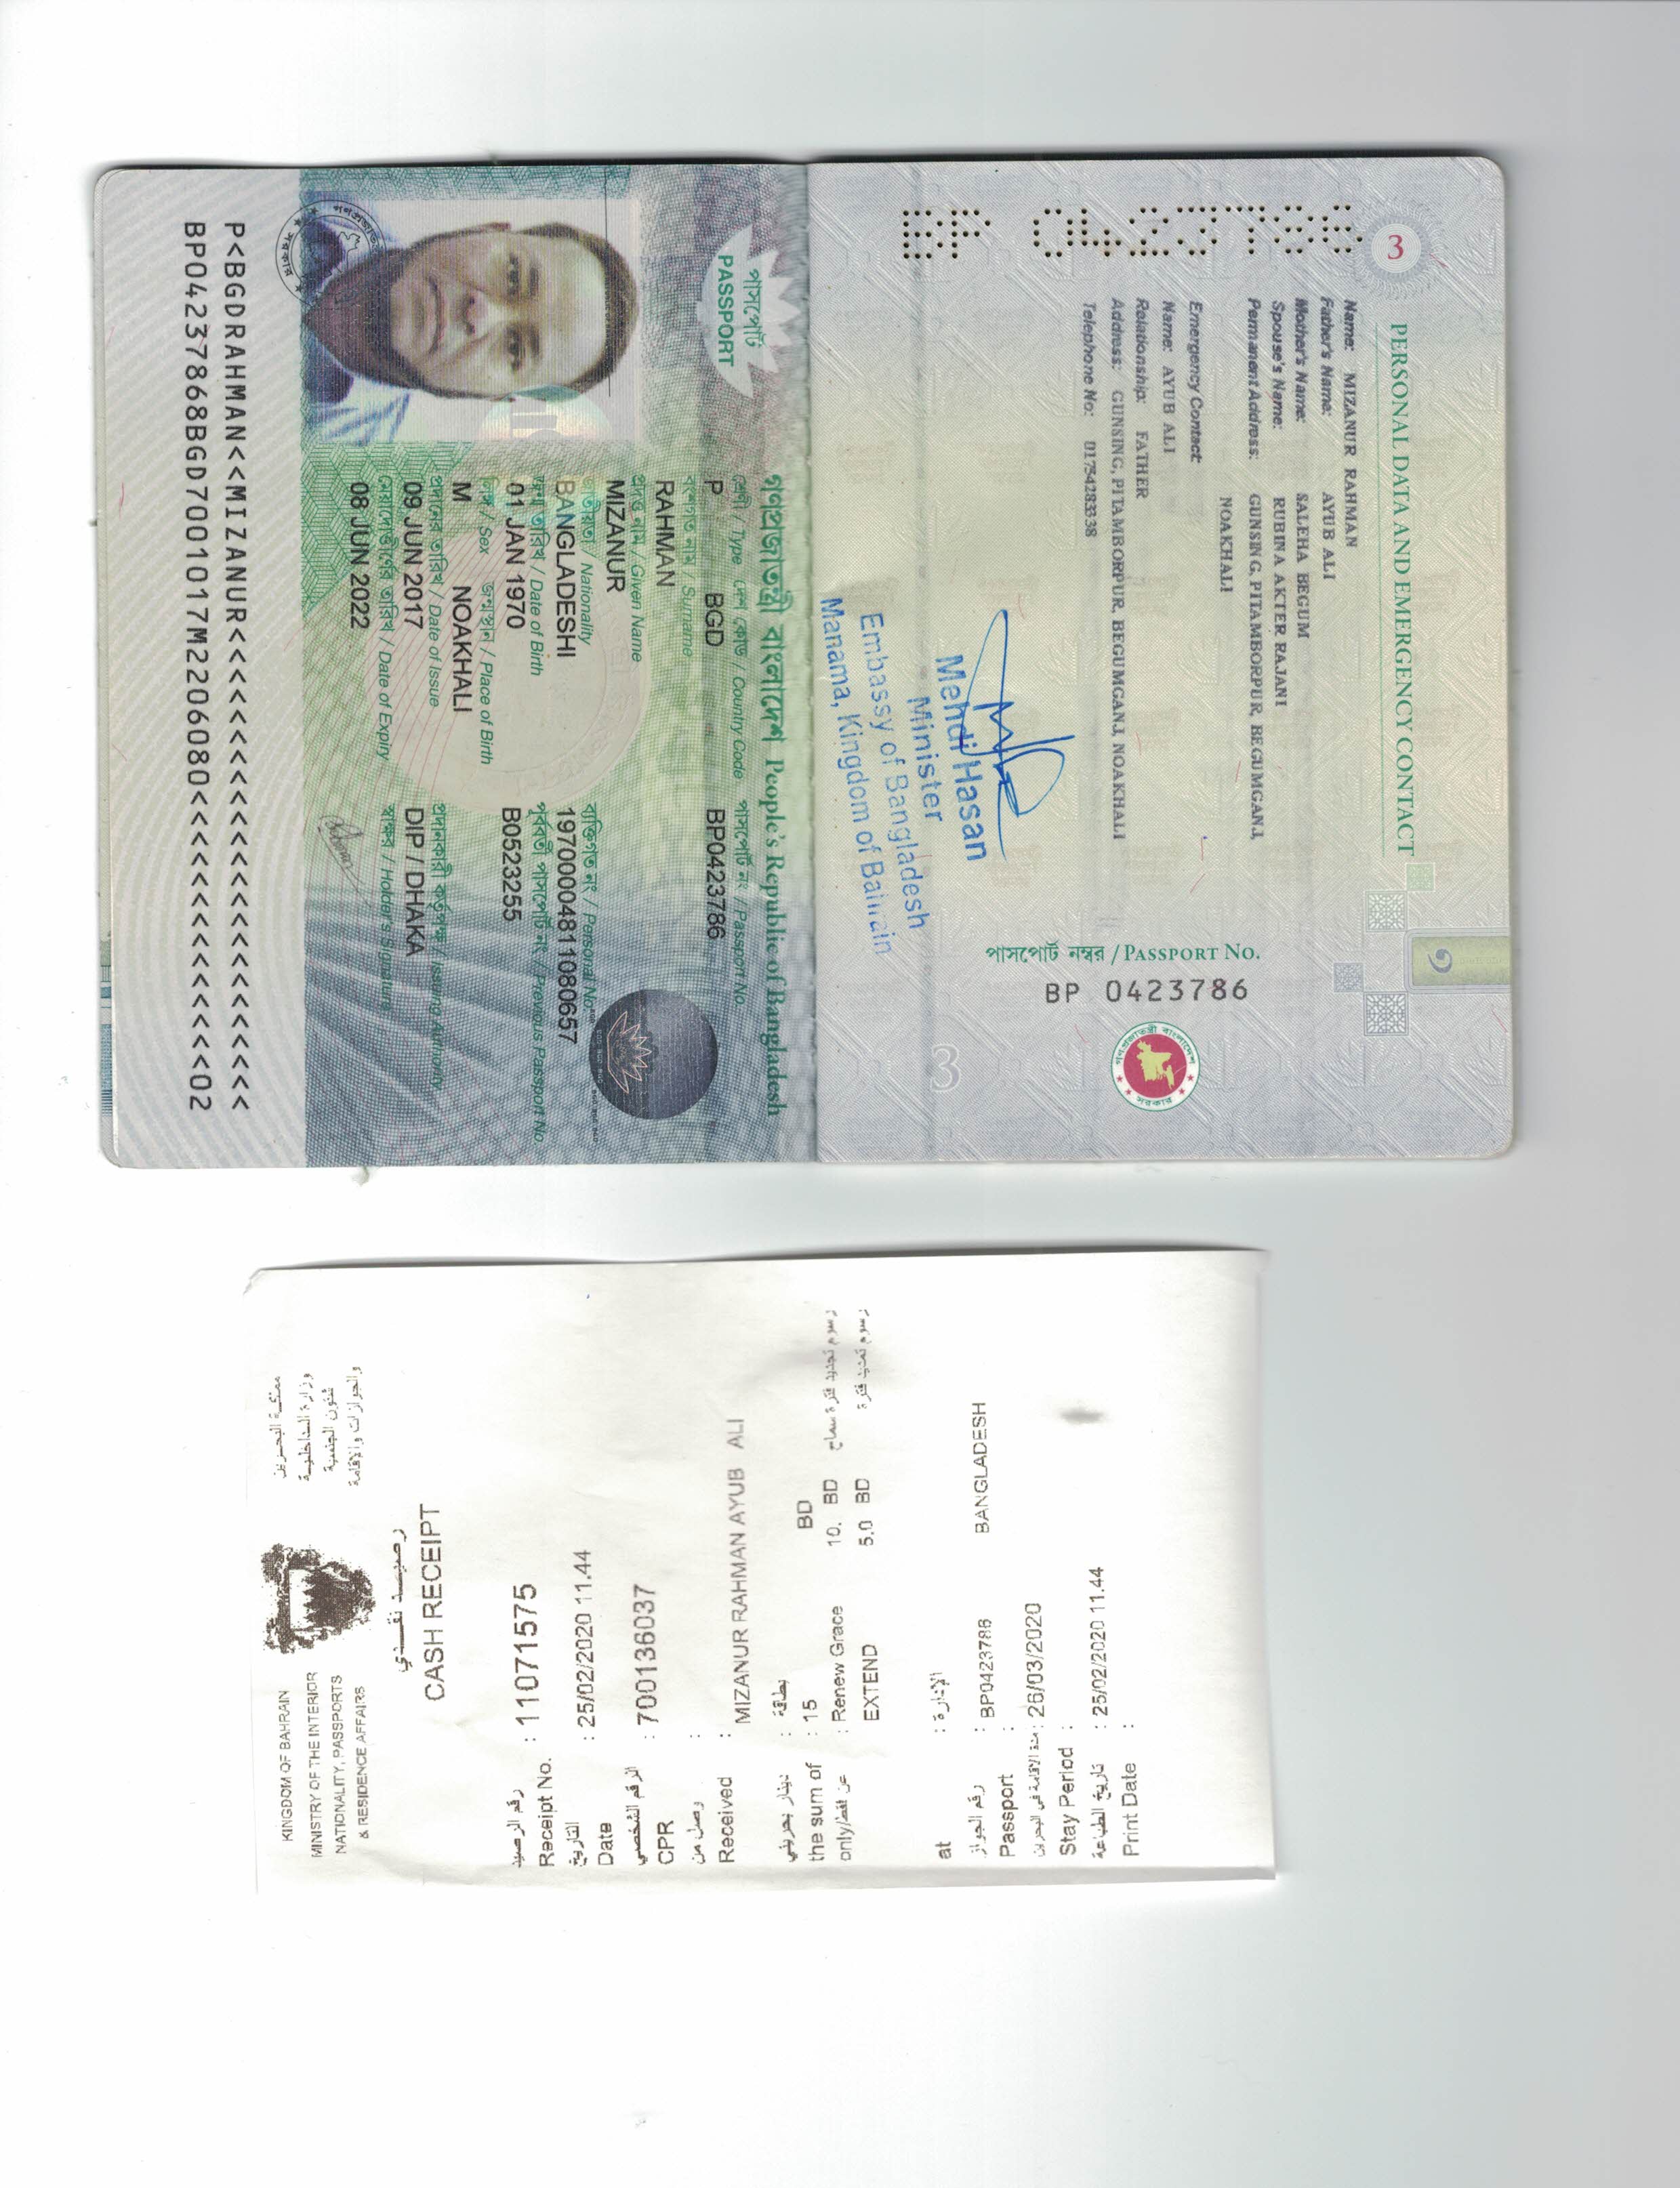 3
PERSONAL DATA AND EMERGENCY CONTACT
Name: MIZANUR RAHMAN
Father's Name: AYUB ALI
Mother's Name: SALEHA BEGUM
Spouse's Name: RUBINA AKTER RAJANI
Permanent Address: GUNSING, PITAMBORPUR, BEGUMGANJ,
NOAKHALI
Emergency Contact:
Name: AYUB ALI
Relationship: FATHER
Address: GUNSING, PITAMBORPUR, BEGUMGANJ, NOAKHALI
Telephone No: 01754283338
BP 0423786
Mehdi Hasan
Minister
Embassy of Bangladesh
Manama, Kingdom of Bahrain
পাসপোর্ট নম্বর / PASSPORT No.
BP 0423786
গণপ্রজাতন্ত্রী বাংলাদেশ
সরকার
3
গণপ্রজাতন্ত্রী বাংলাদেশ People's Republic of Bangladesh
পাসপোর্ট
PASSPORT
শ্রেণী / Type দেশ কোড / Country Code পাসপোর্ট নং / Passport No.
P BGD BP0423786
বংশগত নাম / Surname
RAHMAN
প্রদত্ত নাম / Given Name
MIZANUR
জাতীয়তা / Nationality ব্যক্তিগত নং / Personal No.
BANGLADESHI 19700004811080657
জন্ম তারিখ / Date of Birth পূর্ববর্তী পাসপোর্ট নং / Previous Passport No.
01 JAN 1970 B0523255
লিঙ্গ / Sex জন্মস্থান / Place of Birth
M NOAKHALI
প্রদানের তারিখ / Date of Issue প্রদানকারী কর্তৃপক্ষ / Issuing Authority
09 JUN 2017 DIP / DHAKA
মেয়াদোত্তীর্ণের তারিখ / Date of Expiry স্বাক্ষর / Holder's Signature
08 JUN 2022
P<BGDRAHMAN<<MIZANUR<<<<<<<<<<<<<<<<<<<<<<<<
BP04237868BGD7001017M2206080<<<<<<<<<<<<<<02
KINGDOM OF BAHRAIN مملكة البحرين
MINISTRY OF THE INTERIOR وزارة الداخلية
NATIONALITY, PASSPORTS شئون الجنسية
& RESIDENCE AFFAIRS والجوازات والإقامة
رصيد نقدي
CASH RECEIPT
رقم الرصيد
Receipt No. : 11071575
التاريخ
Date : 25/02/2020 11.44
الرقم الشخصي
CPR : 700136037
وصل من :
Received : MIZANUR RAHMAN AYUB ALI
دينار بحريني : بطاقة
the sum of : 15 BD
only/عن فقط : Renew Grace 10. BD رسوم تجديد فترة سماح
EXTEND 5.0 BD رسوم تمديد فترة
at : الإدارة
رقم الجواز
Passport : BP0423786 BANGLADESH
مدة الاقامة في البحرين : 26/03/2020
Stay Period :
تاريخ الطباعة : 25/02/2020 11.44
Print Date :